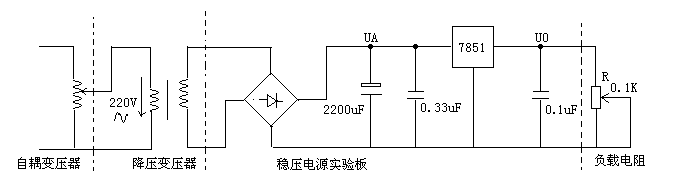 UA
7851
UO
R
0.1K
220V
2200uF
0.33uF
0.1uF
自耦变压器
降压变压器
稳压电源实验板
负载电阻